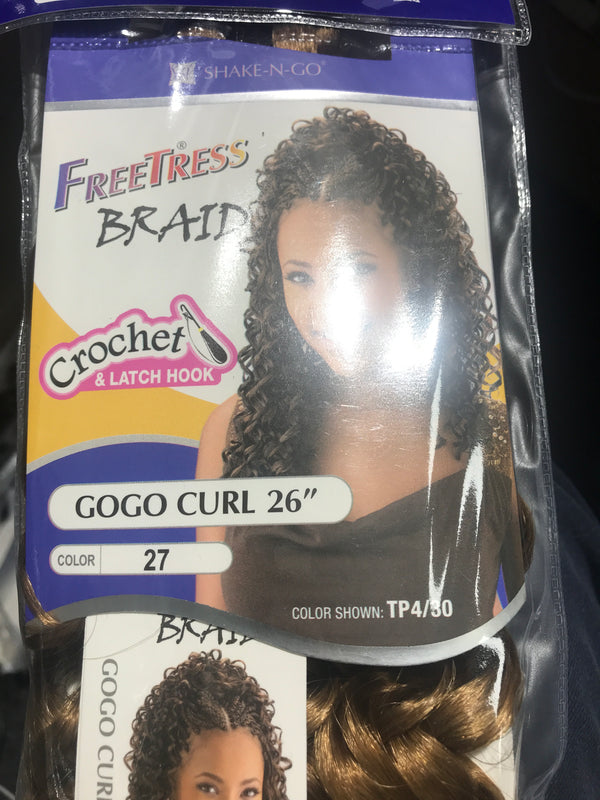 SHAKE-N-GO®
FREETRESS®
BRAID
Crochet
& LATCH HOOK
GOGO CURL 26"
COLOR 27
COLOR SHOWN: TP4/30
BRAID
GOGO CURL